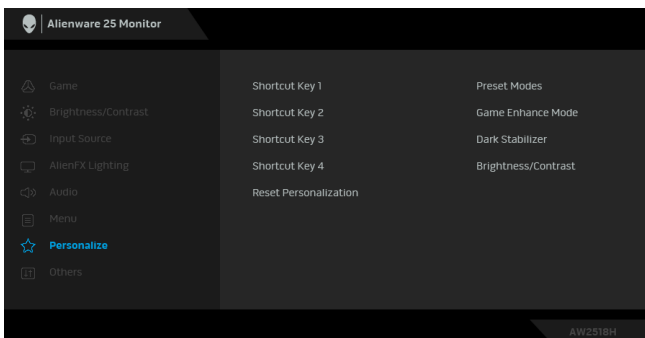 Alienware 25 Monitor
Game
Brightness/Contrast
Input Source
AlienFX Lighting
Audio
Menu
Personalize
Others
Shortcut Key 1 Preset Modes
Shortcut Key 2 Game Enhance Mode
Shortcut Key 3 Dark Stabilizer
Shortcut Key 4 Brightness/Contrast
Reset Personalization
AW2518H